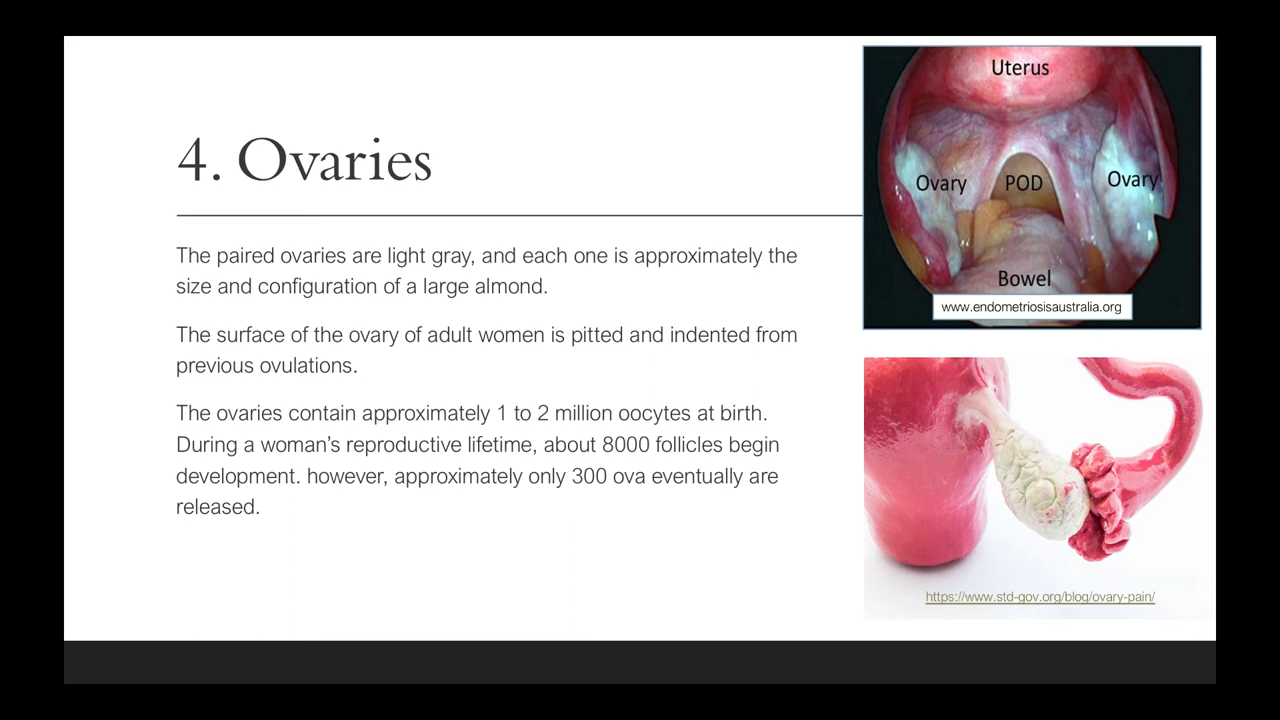 4. Ovaries
The paired ovaries are light gray, and each one is approximately the
size and configuration of a large almond.
The surface of the ovary of adult women is pitted and indented from
previous ovulations.
The ovaries contain approximately 1 to 2 million oocytes at birth.
During a woman’s reproductive lifetime, about 8000 follicles begin
development. however, approximately only 300 ova eventually are
released.
Uterus
Ovary
POD
Ovary
Bowel
www.endometriosisaustralia.org
https://www.std-gov.org/blog/ovary-pain/